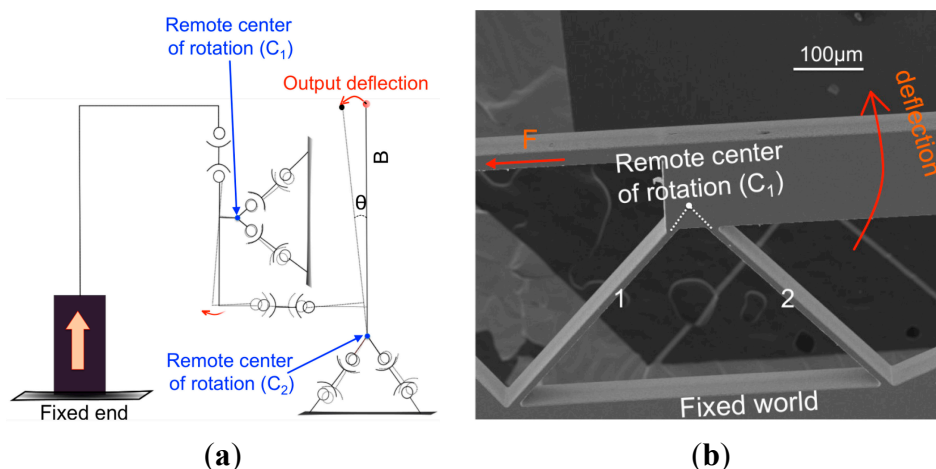 Remote center
of rotation (C₁)
Output deflection
B
θ
Remote center
of rotation (C₂)
Fixed end
(a)
100μm
deflection
F
Remote center
of rotation (C₁)
1
2
Fixed world
(b)